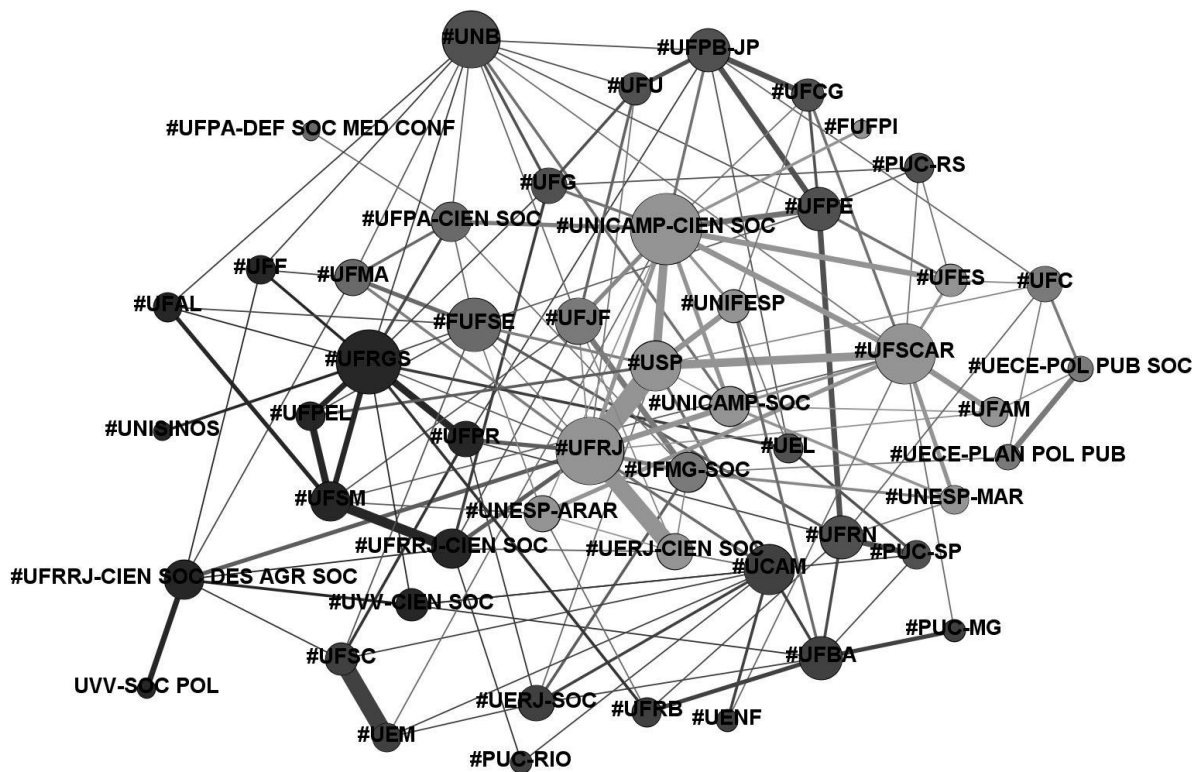 #UNB
#UFPB-JP
#UFU
#UFCG
#UFPA-DEF SOC MED CONF
#FUFPI
#PUC-RS
#UFG
#UFPE
#UFPA-CIEN SOC
#UNICAMP-CIEN SOC
#UFF
#UFMA
#UFES
#UFC
#UFAL
#UNIFESP
#FUFSE
#UFJF
#UFRGS
#USP
#UFSCAR
#UECE-POL PUB SOC
#UFPEL
#UNICAMP-SOC
#UFAM
#UNISINOS
#UFPR
#UFRJ
#UEL
#UECE-PLAN POL PUB
#UFMG-SOC
#UFSM
#UNESP-ARAR
#UNESP-MAR
#UFRRJ-CIEN SOC
#UERJ-CIEN SOC
#UFRN
#PUC-SP
#UFRRJ-CIEN SOC DES AGR SOC
#UCAM
#UVV-CIEN SOC
#PUC-MG
#UFSC
#UFBA
UVV-SOC POL
#UERJ-SOC
#UFRB
#UENF
#UEM
#PUC-RIO